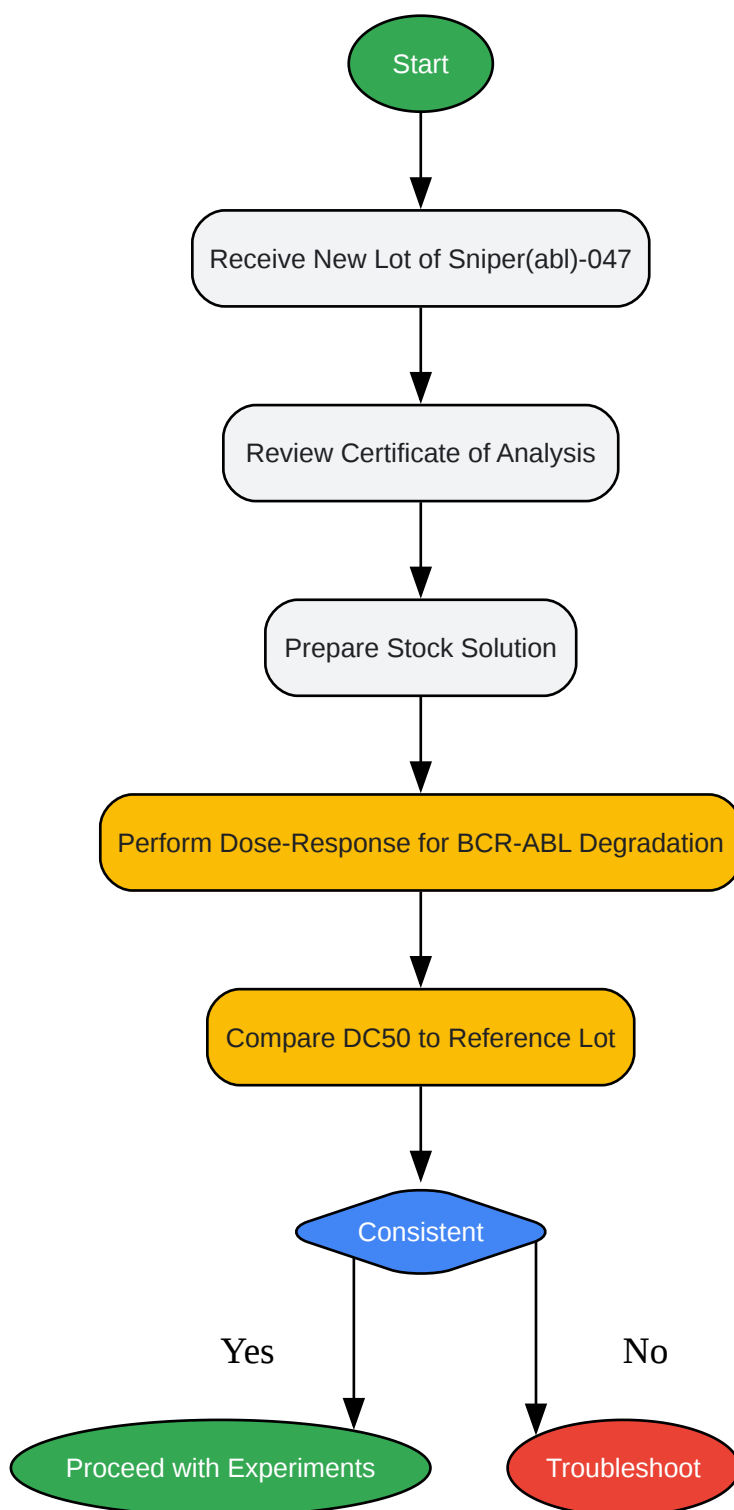 Start
Receive New Lot of Sniper(abl)-047
Review Certificate of Analysis
Prepare Stock Solution
Perform Dose-Response for BCR-ABL Degradation
Compare DC50 to Reference Lot
Consistent
Yes
No
Proceed with Experiments
Troubleshoot